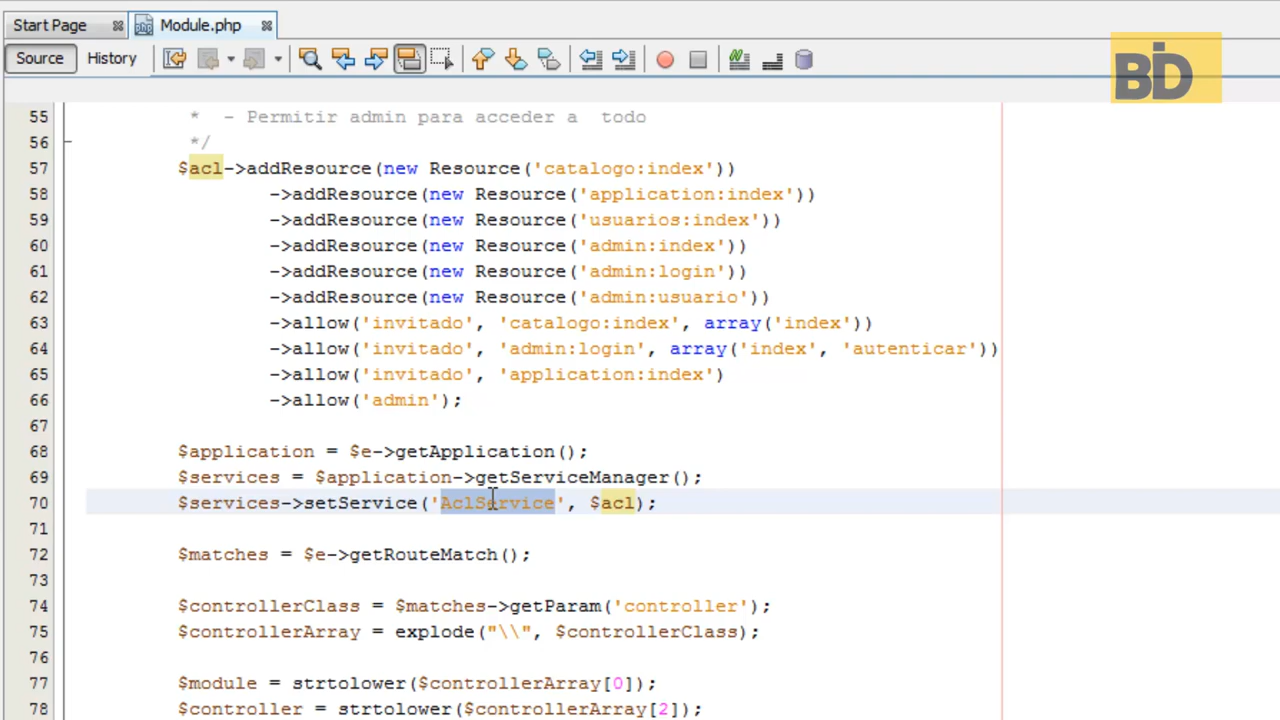 Start Page
Module.php
Source
History
BD
55 * - Permitir admin para acceder a todo
56 */
57 $acl->addResource(new Resource('catalogo:index'))
58 ->addResource(new Resource('application:index'))
59 ->addResource(new Resource('usuarios:index'))
60 ->addResource(new Resource('admin:index'))
61 ->addResource(new Resource('admin:login'))
62 ->addResource(new Resource('admin:usuario'))
63 ->allow('invitado', 'catalogo:index', array('index'))
64 ->allow('invitado', 'admin:login', array('index', 'autenticar'))
65 ->allow('invitado', 'application:index')
66 ->allow('admin');
67
68 $application = $e->getApplication();
69 $services = $application->getServiceManager();
70 $services->setService('AclService', $acl);
71
72 $matches = $e->getRouteMatch();
73
74 $controllerClass = $matches->getParam('controller');
75 $controllerArray = explode("\\", $controllerClass);
76
77 $module = strtolower($controllerArray[0]);
78 $controller = strtolower($controllerArray[2]);